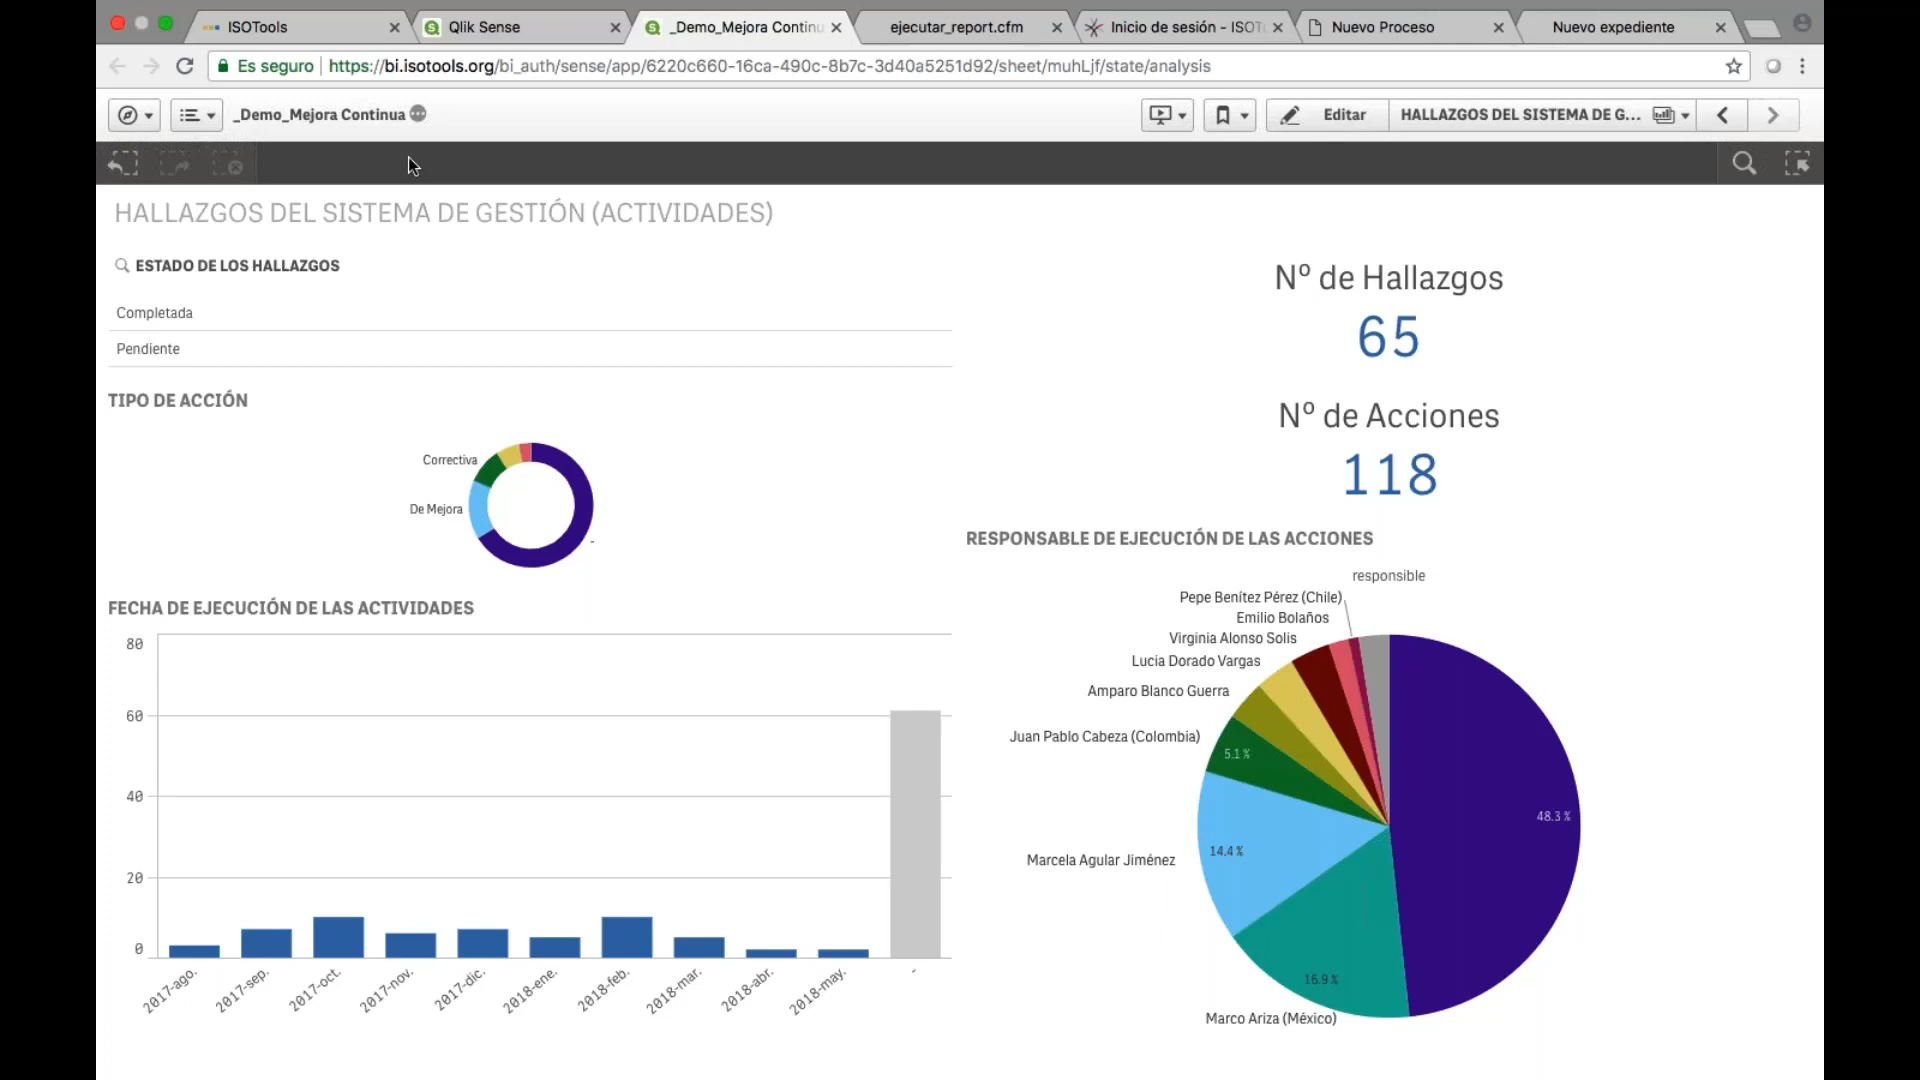 ISOTools
Qlik Sense
_Demo_Mejora Continu
ejecutar_report.cfm
Inicio de sesión - ISOT
Nuevo Proceso
Nuevo expediente
Es seguro | https://bi.isotools.org/bi_auth/sense/app/6220c660-16ca-490c-8b7c-3d40a5251d92/sheet/muhLjf/state/analysis
_Demo_Mejora Continua
Editar
HALLAZGOS DEL SISTEMA DE G...
HALLAZGOS DEL SISTEMA DE GESTIÓN (ACTIVIDADES)
ESTADO DE LOS HALLAZGOS
Completada
Pendiente
TIPO DE ACCIÓN
Correctiva
De Mejora
-
FECHA DE EJECUCIÓN DE LAS ACTIVIDADES
80
60
40
20
0
2017-ago.
2017-sep.
2017-oct.
2017-nov.
2017-dic.
2018-ene.
2018-feb.
2018-mar.
2018-abr.
2018-may.
-
Nº de Hallazgos
65
Nº de Acciones
118
RESPONSABLE DE EJECUCIÓN DE LAS ACCIONES
responsible
Pepe Benítez Pérez (Chile)
Emilio Bolaños
Virginia Alonso Solis
Lucia Dorado Vargas
Amparo Blanco Guerra
Juan Pablo Cabeza (Colombia)
5.1 %
48.3 %
14.4 %
Marcela Agular Jiménez
16.9 %
Marco Ariza (México)